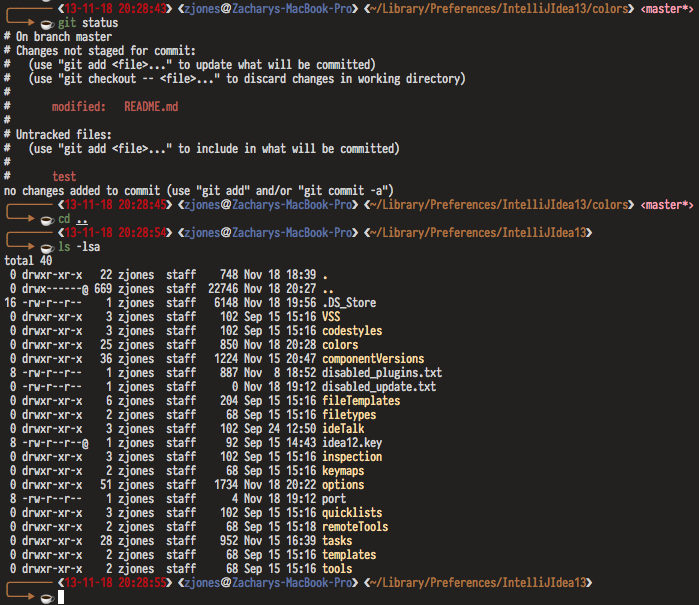 ❮13-11-18 20:28:43❯ ❮zjones@Zacharys-MacBook-Pro❯ ❮~/Library/Preferences/IntelliJIdea13/colors❯ ‹master*›
git status
# On branch master
# Changes not staged for commit:
#   (use "git add <file>..." to update what will be committed)
#   (use "git checkout -- <file>..." to discard changes in working directory)
#
#       modified:   README.md
#
# Untracked files:
#   (use "git add <file>..." to include in what will be committed)
#
#       test
no changes added to commit (use "git add" and/or "git commit -a")
❮13-11-18 20:28:45❯ ❮zjones@Zacharys-MacBook-Pro❯ ❮~/Library/Preferences/IntelliJIdea13/colors❯ ‹master*›
cd ..
❮13-11-18 20:28:54❯ ❮zjones@Zacharys-MacBook-Pro❯ ❮~/Library/Preferences/IntelliJIdea13❯
ls -lsa
total 40
 0 drwxr-xr-x   22 zjones  staff    748 Nov 18 18:39 .
 0 drwx------@ 669 zjones  staff  22746 Nov 18 20:27 ..
16 -rw-r--r--    1 zjones  staff   6148 Nov 18 19:56 .DS_Store
 0 drwxr-xr-x    3 zjones  staff    102 Sep 15 15:16 VSS
 0 drwxr-xr-x    3 zjones  staff    102 Sep 15 15:16 codestyles
 0 drwxr-xr-x   25 zjones  staff    850 Nov 18 20:28 colors
 0 drwxr-xr-x   36 zjones  staff   1224 Nov 15 20:47 componentVersions
 8 -rw-r--r--    1 zjones  staff    887 Nov  8 18:52 disabled_plugins.txt
 0 -rw-r--r--    1 zjones  staff      0 Nov 18 19:12 disabled_update.txt
 0 drwxr-xr-x    6 zjones  staff    204 Sep 15 15:16 fileTemplates
 0 drwxr-xr-x    2 zjones  staff     68 Sep 15 15:16 filetypes
 0 drwxr-xr-x    3 zjones  staff    102 Sep 24 12:50 ideTalk
 8 -rw-r--r--@   1 zjones  staff     92 Sep 15 14:43 idea12.key
 0 drwxr-xr-x    3 zjones  staff    102 Sep 15 15:16 inspection
 0 drwxr-xr-x    2 zjones  staff     68 Sep 15 15:16 keymaps
 0 drwxr-xr-x   51 zjones  staff   1734 Nov 18 20:22 options
 8 -rw-r--r--    1 zjones  staff      4 Nov 18 19:12 port
 0 drwxr-xr-x    3 zjones  staff    102 Sep 15 15:16 quicklists
 0 drwxr-xr-x    2 zjones  staff     68 Sep 15 15:18 remoteTools
 0 drwxr-xr-x   28 zjones  staff    952 Nov 15 16:39 tasks
 0 drwxr-xr-x    2 zjones  staff     68 Sep 15 15:16 templates
 0 drwxr-xr-x    2 zjones  staff     68 Sep 15 15:16 tools
❮13-11-18 20:28:55❯ ❮zjones@Zacharys-MacBook-Pro❯ ❮~/Library/Preferences/IntelliJIdea13❯